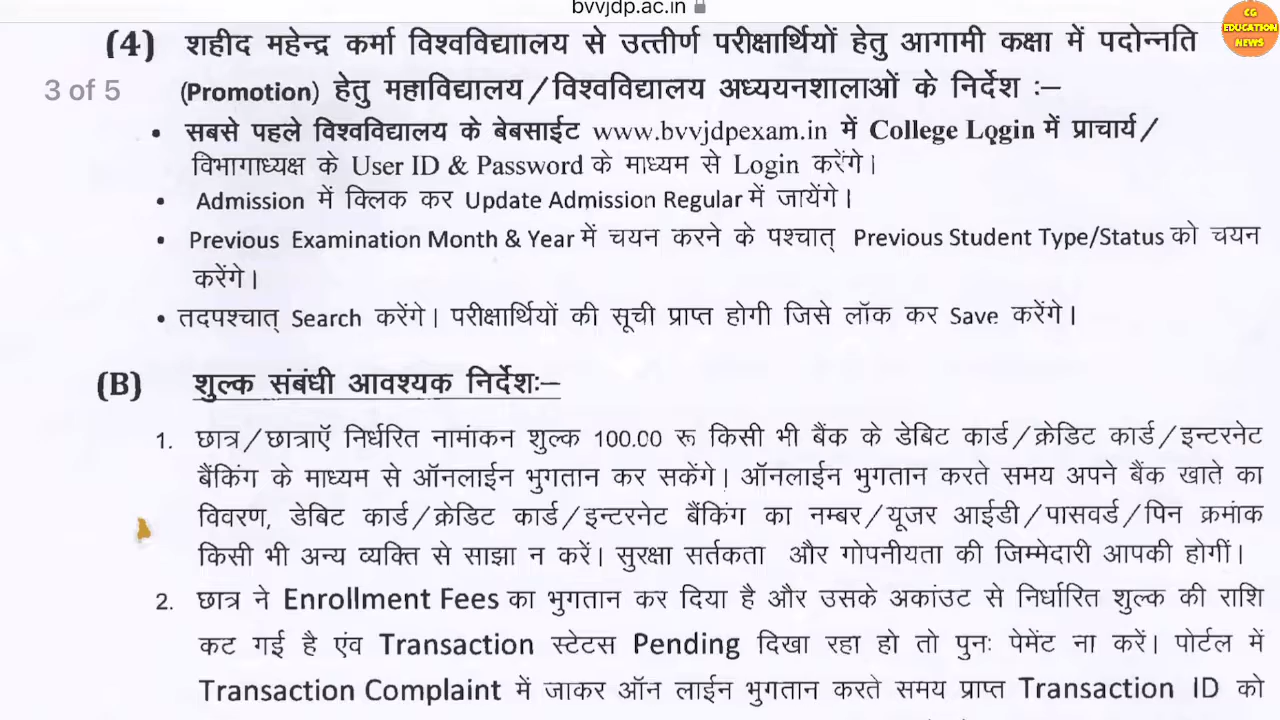 bvvjdp.ac.in
CG
EDUCATION
NEWS
3 of 5
(4) शहीद महेन्द्र कर्मा विश्वविद्याालय से उत्तीर्ण परीक्षार्थियों हेतु आगामी कक्षा में पदोन्नति
(Promotion) हेतु महाविद्यालय/विश्वविद्यालय अध्ययनशालाओं के निर्देश :–
• सबसे पहले विश्वविद्यालय के बेबसाईट www.bvvjdpexam.in में College Login में प्राचार्य/
विभागाध्यक्ष के User ID & Password के माध्यम से Login करेंगे।
• Admission में क्लिक कर Update Admission Regular में जायेंगे।
• Previous Examination Month & Year में चयन करने के पश्चात् Previous Student Type/Status को चयन
करेंगे।
• तदपश्चात् Search करेंगे। परीक्षार्थियों की सूची प्राप्त होगी जिसे लॉक कर Save करेंगे।
(B) शुल्क संबंधी आवश्यक निर्देशः–
1. छात्र/छात्राऍ निर्धरित नामांकन शुल्क 100.00 रू किसी भी बैंक के डेबिट कार्ड/क्रेडिट कार्ड/इन्टरनेट
बैंकिंग के माध्यम से ऑनलाईन भुगतान कर सकेंगे। ऑनलाईन भुगतान करते समय अपने बैंक खाते का
विवरण, डेबिट कार्ड/क्रेडिट कार्ड/इन्टरनेट बैंकिंग का नम्बर/यूजर आईडी/पासवर्ड/पिन क्रमांक
किसी भी अन्य व्यक्ति से साझा न करें। सुरक्षा सर्तकता और गोपनीयता की जिम्मेदारी आपकी होगीं।
2. छात्र ने Enrollment Fees का भुगतान कर दिया है और उसके अकांउट से निर्धारित शुल्क की राशि
कट गई है एंव Transaction स्टेटस Pending दिखा रहा हो तो पुनः पेमेंट ना करें। पोर्टल में
Transaction Complaint में जाकर ऑन लाईन भुगतान करते समय प्राप्त Transaction ID को